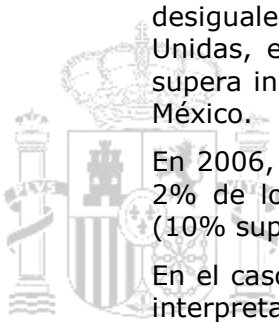 desiguale
Unidas, e
supera in
México.
En 2006,
2% de lo
(10% sup
En el caso
interpreta